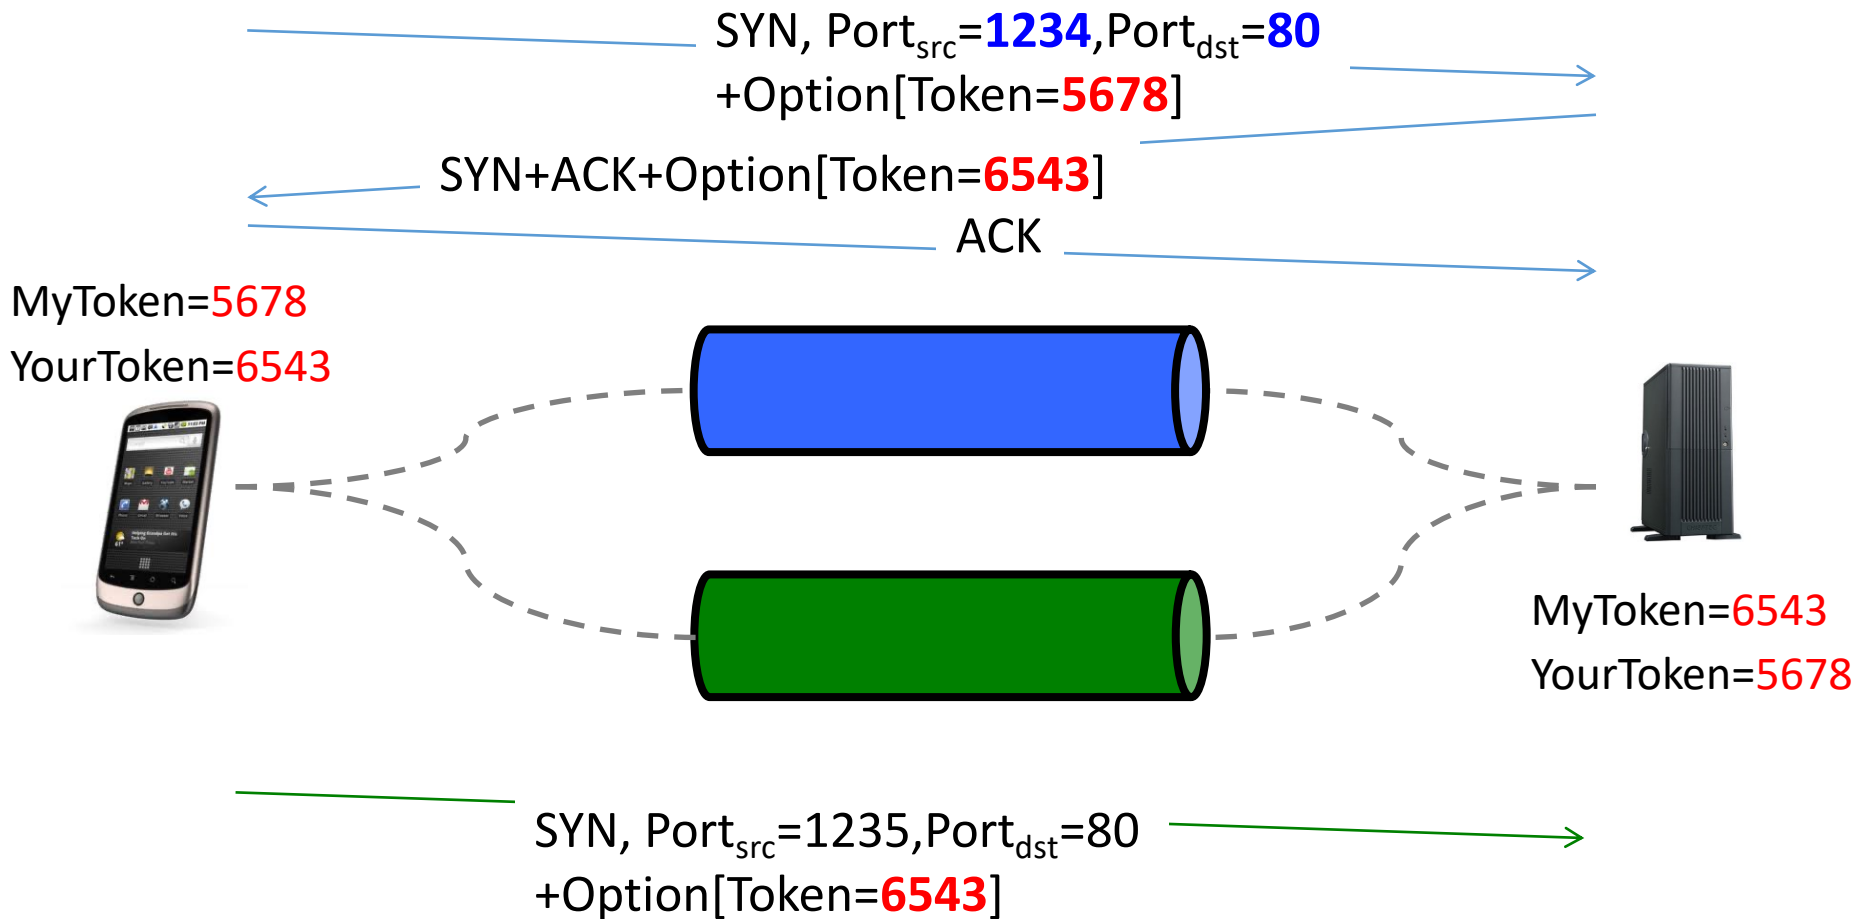 SYN, Portsrc=1234,Portdst=80
+Option[Token=5678]
SYN+ACK+Option[Token=6543]
ACK
MyToken=5678
YourToken=6543
MyToken=6543
YourToken=5678
SYN, Portsrc=1235,Portdst=80
+Option[Token=6543]